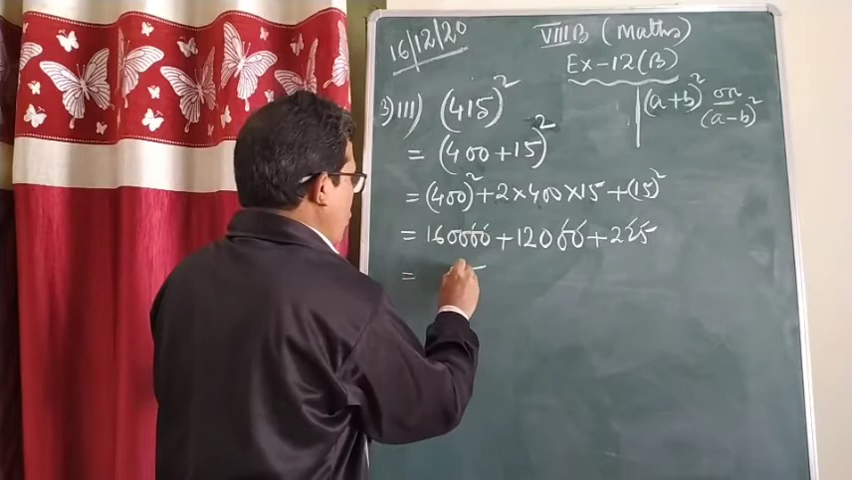 16/12/20
VIII B (Maths)
Ex-12(B)
(a+b)² or
(a-b)²
3) III) (415)²
= (400+15)²
= (400)²+2×400×15+(15)²
= 160000+12000+225
=